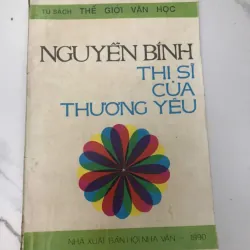 TỦ SÁCH THẾ GIỚI VĂN HỌC
NGUYỄN BÍNH
THI SĨ
CỦA
THƯƠNG YÊU
NHÀ XUẤT BẢN HỘI NHÀ VĂN - 1990